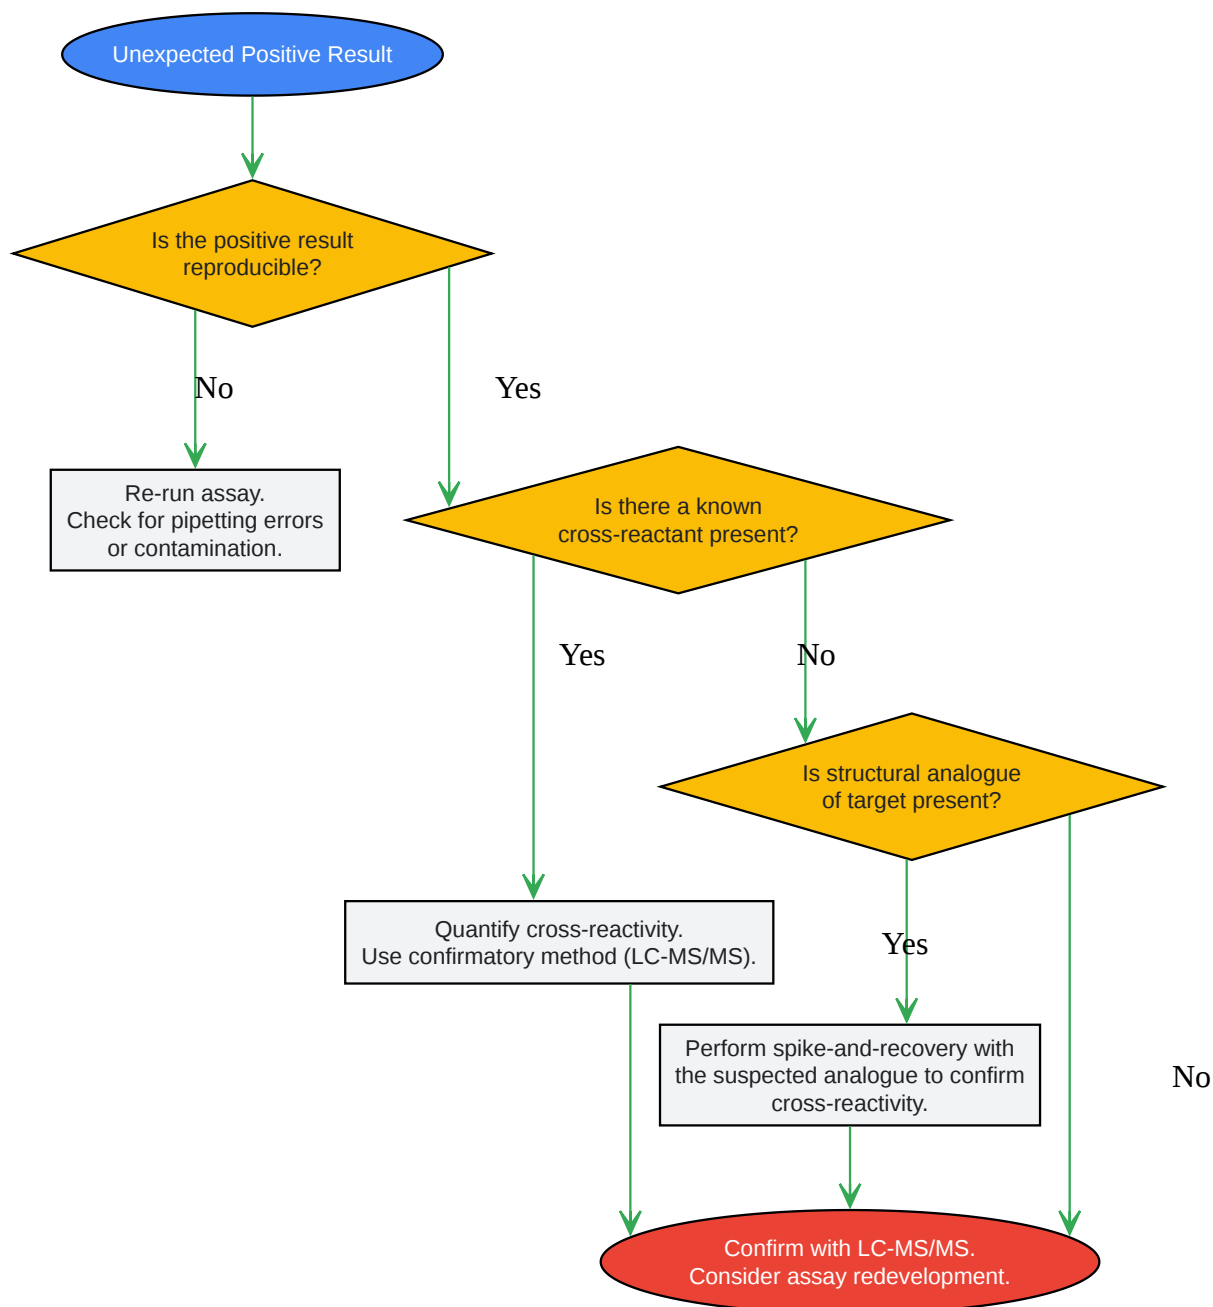 Unexpected Positive Result
Is the positive result
reproducible?
No
Yes
Re-run assay.
Check for pipetting errors
or contamination.
Is there a known
cross-reactant present?
Yes
No
Is structural analogue
of target present?
Quantify cross-reactivity.
Use confirmatory method (LC-MS/MS).
Yes
Perform spike-and-recovery with
the suspected analogue to confirm
cross-reactivity.
No
Confirm with LC-MS/MS.
Consider assay redevelopment.